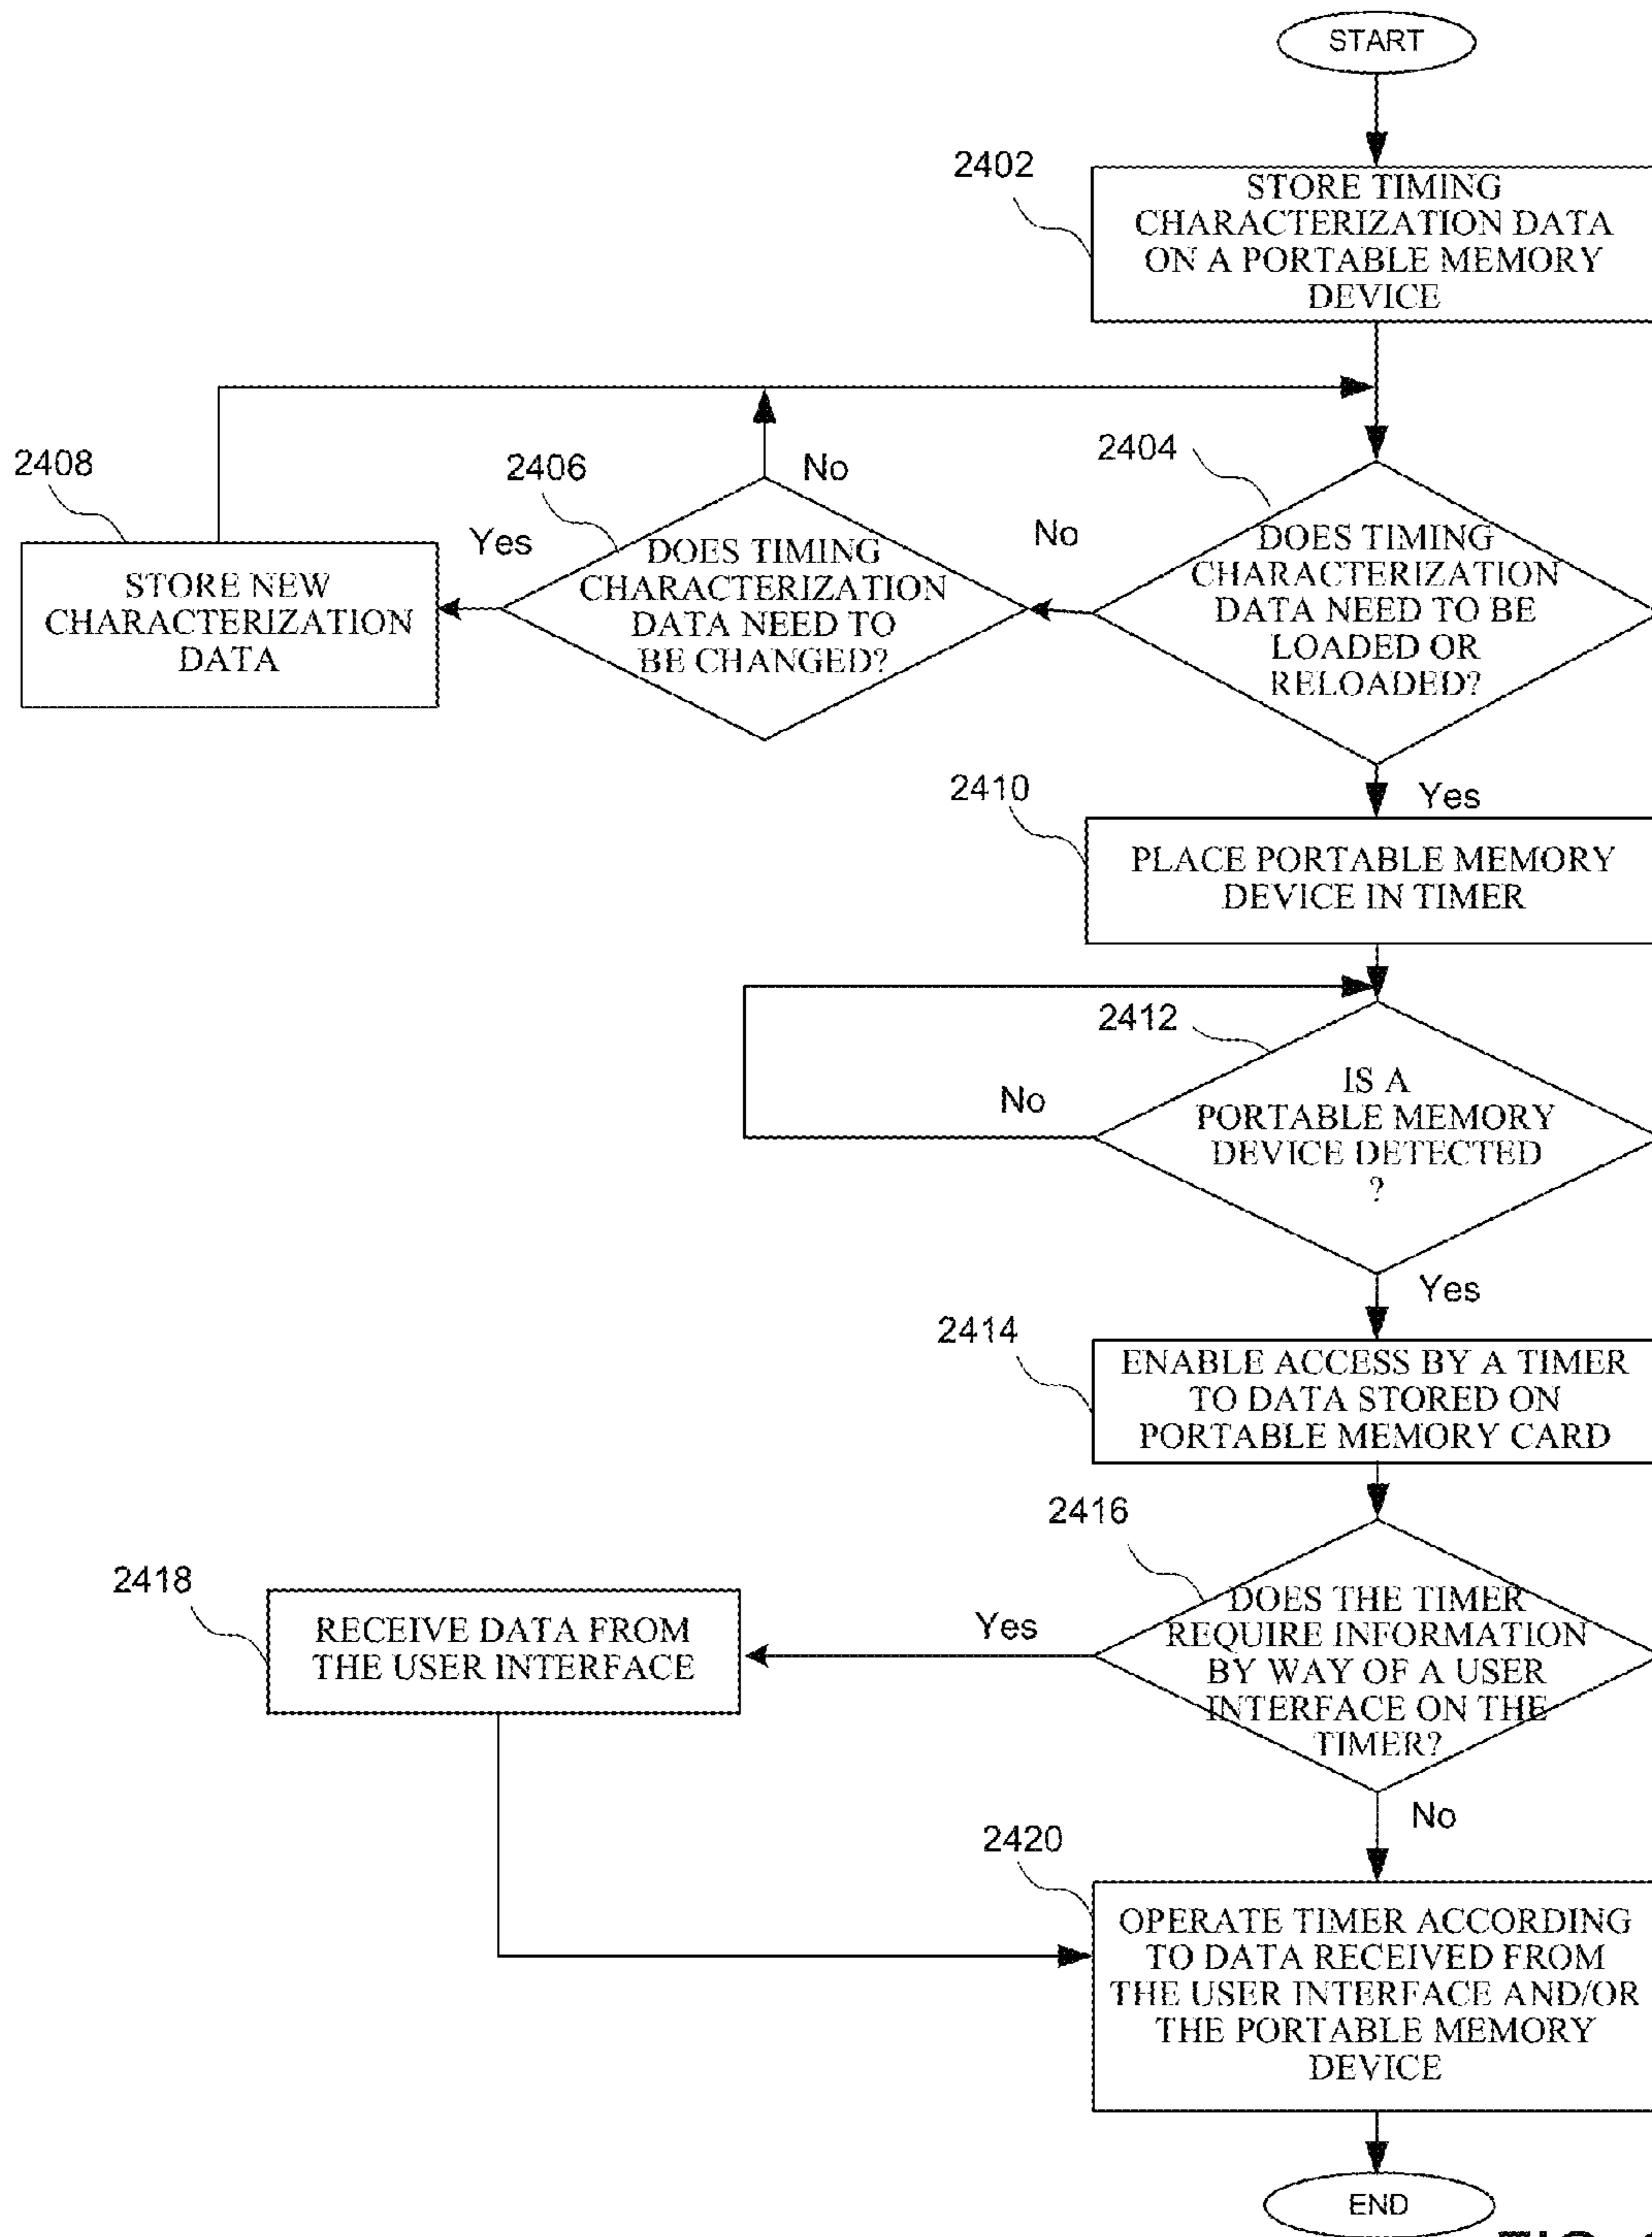 START
2402
STORE TIMING
CHARACTERIZATION DATA
ON A PORTABLE MEMORY
DEVICE
2408
2406
No
2404
No
Yes
DOES TIMING
CHARACTERIZATION
DATA NEED TO BE
LOADED OR
RELOADED?
DOES TIMING
CHARACTERIZATION
DATA NEED TO
BE CHANGED?
STORE NEW
CHARACTERIZATION
DATA
2410
Yes
PLACE PORTABLE MEMORY
DEVICE IN TIMER
2412
No
IS A
PORTABLE MEMORY
DEVICE DETECTED
?
Yes
2414
ENABLE ACCESS BY A TIMER
TO DATA STORED ON
PORTABLE MEMORY CARD
2416
DOES THE TIMER
REQUIRE INFORMATION
BY WAY OF A USER
INTERFACE ON THE
TIMER?
Yes
2418
RECEIVE DATA FROM
THE USER INTERFACE
No
2420
OPERATE TIMER ACCORDING
TO DATA RECEIVED FROM
THE USER INTERFACE AND/OR
THE PORTABLE MEMORY
DEVICE
END